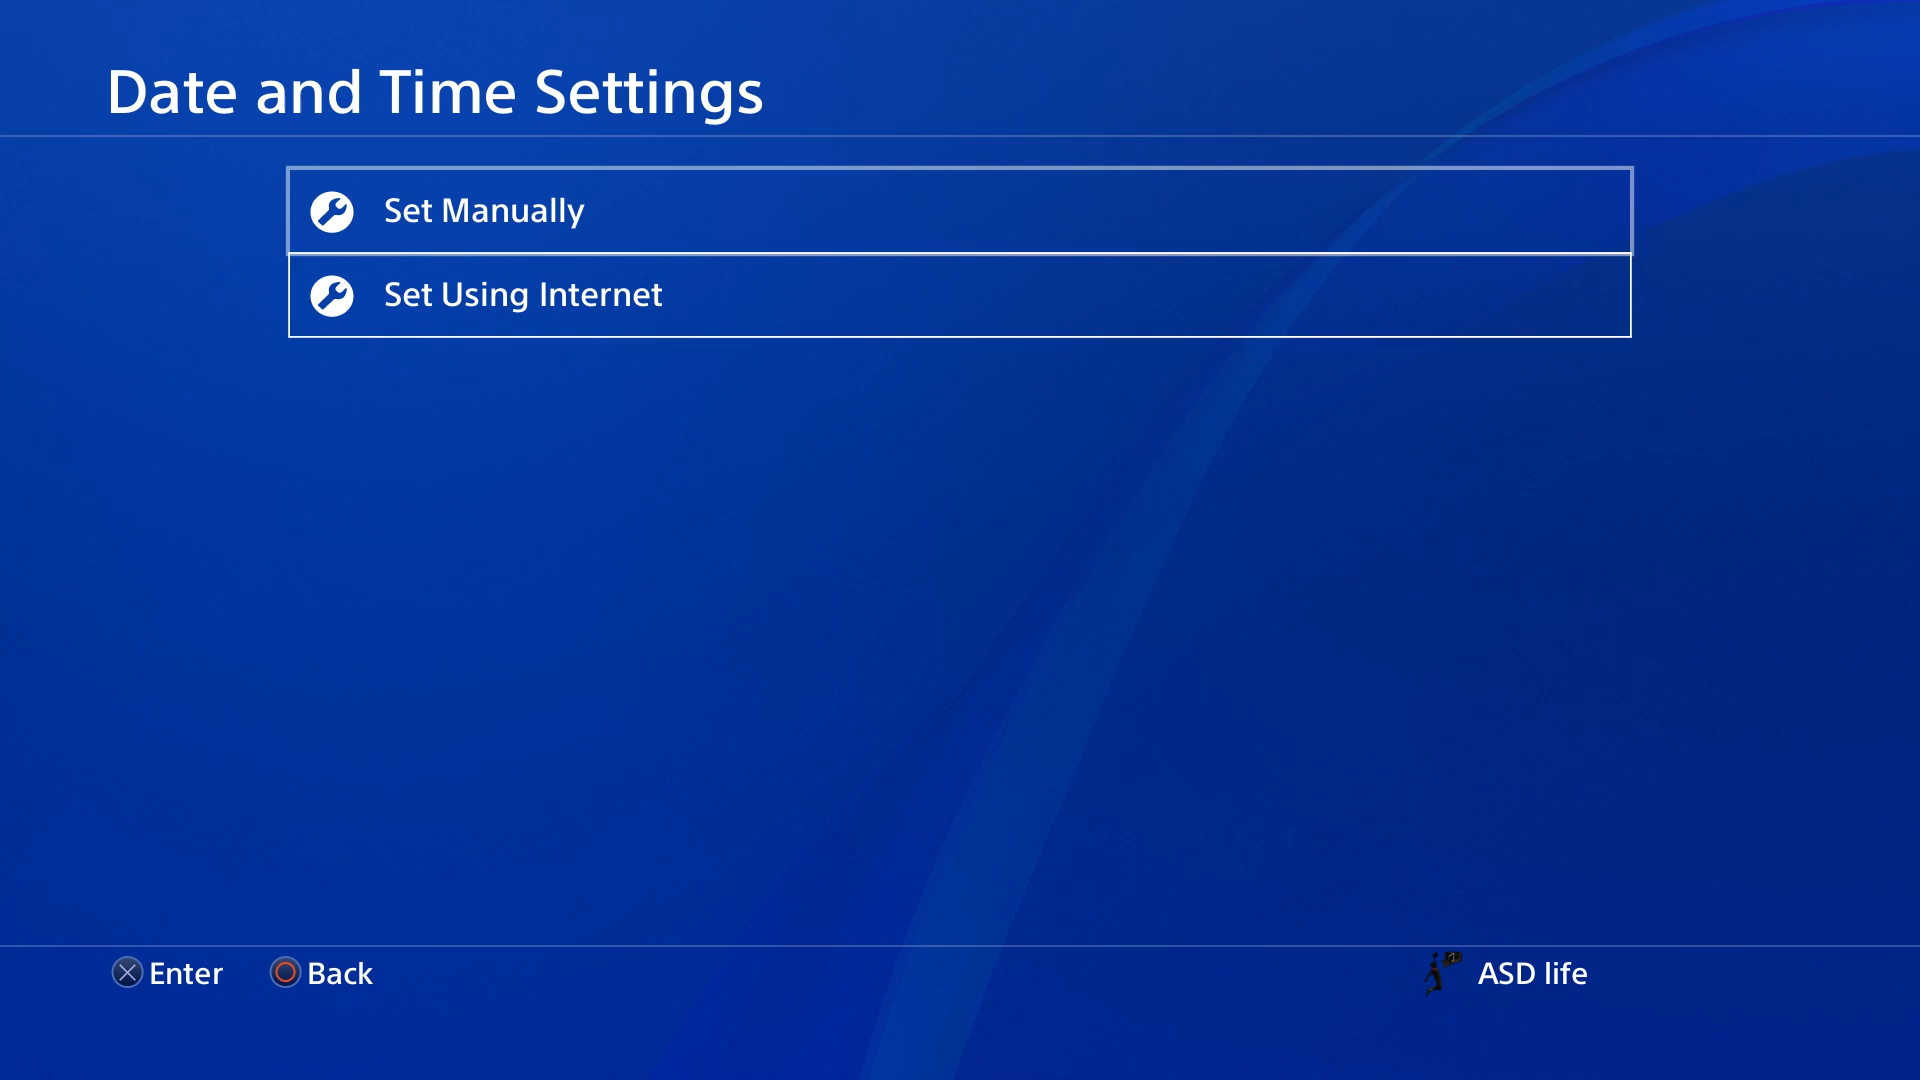 Date and Time Settings
Set Manually
Set Using Internet
Enter Back ASD life